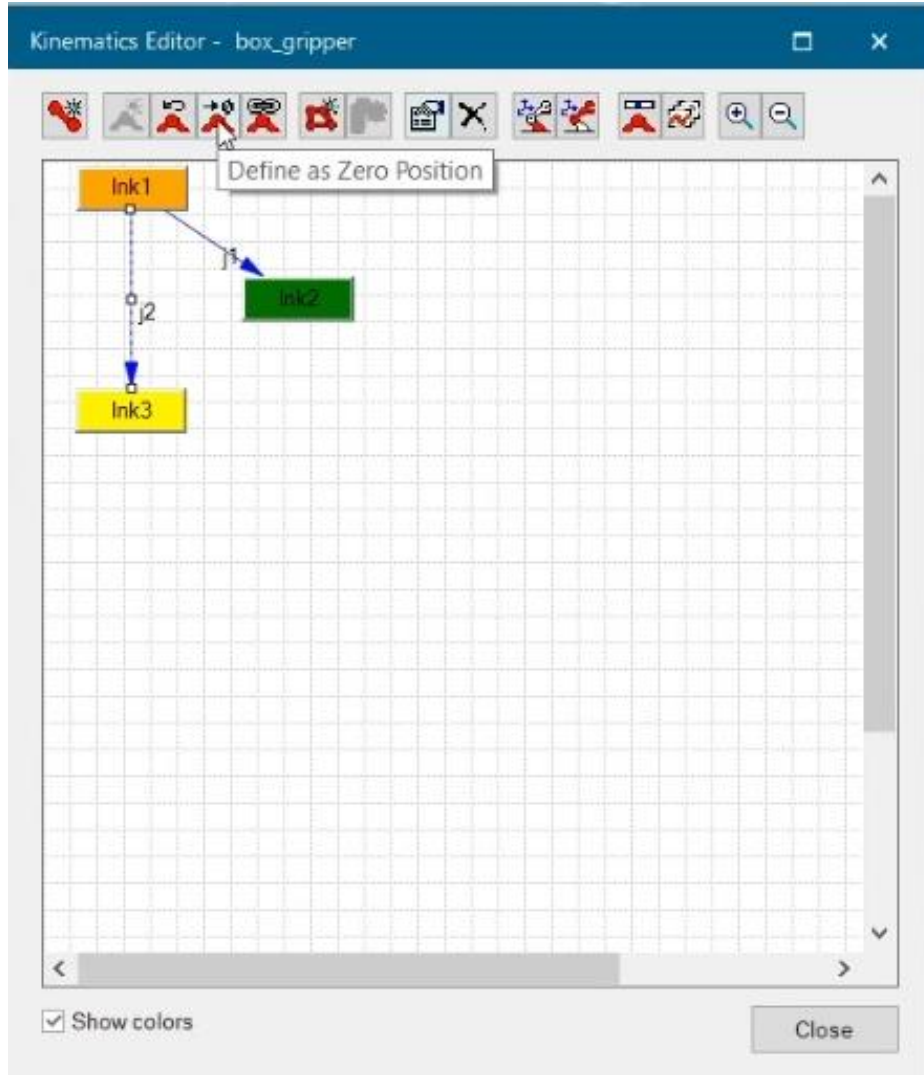 Kinematics Editor - box_gripper
Define as Zero Position
lnk1
j1
lnk2
j2
lnk3
Show colors
Close